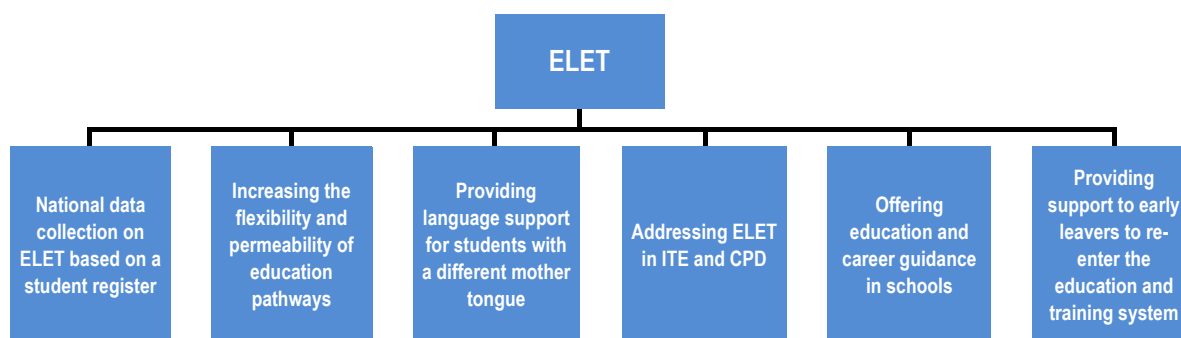 ELET
National data
collection on
ELET based on a
student register
Increasing the
flexibility and
permeability of
education
pathways
Providing
language support
for students with
a different mother
tongue
Addressing ELET
in ITE and CPD
Offering
education and
career guidance
in schools
Providing
support to early
leavers to re-
enter the
education and
training system